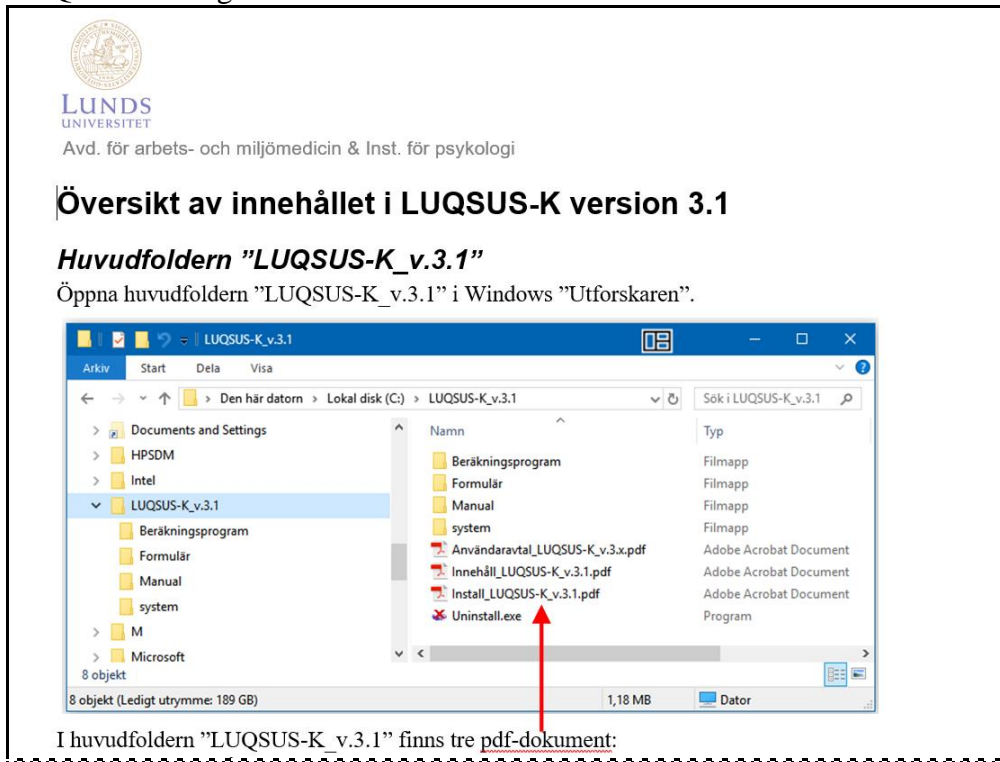 LUNDS
UNIVERSITET
Avd. för arbets- och miljömedicin & Inst. för psykologi
Översikt av innehållet i LUQSUS-K version 3.1
Huvudfoldern ”LUQSUS-K_v.3.1”
Öppna huvudfoldern ”LUQSUS-K_v.3.1” i Windows ”Utforskaren”.
LUQSUS-K_v.3.1
Arkiv Start Dela Visa
Den här datorn > Lokal disk (C:) > LUQSUS-K_v.3.1 Sök i LUQSUS-K_v.3.1
Documents and Settings
HPSDM
Intel
LUQSUS-K_v.3.1
Beräkningsprogram
Formulär
Manual
system
M
Microsoft
Namn Typ
Beräkningsprogram Filmapp
Formulär Filmapp
Manual Filmapp
system Filmapp
Användaravtal_LUQSUS-K_v.3.x.pdf Adobe Acrobat Document
Innehåll_LUQSUS-K_v.3.1.pdf Adobe Acrobat Document
Install_LUQSUS-K_v.3.1.pdf Adobe Acrobat Document
Uninstall.exe Program
8 objekt
8 objekt (Ledigt utrymme: 189 GB) 1,18 MB Dator
I huvudfoldern ”LUQSUS-K_v.3.1” finns tre pdf-dokument: